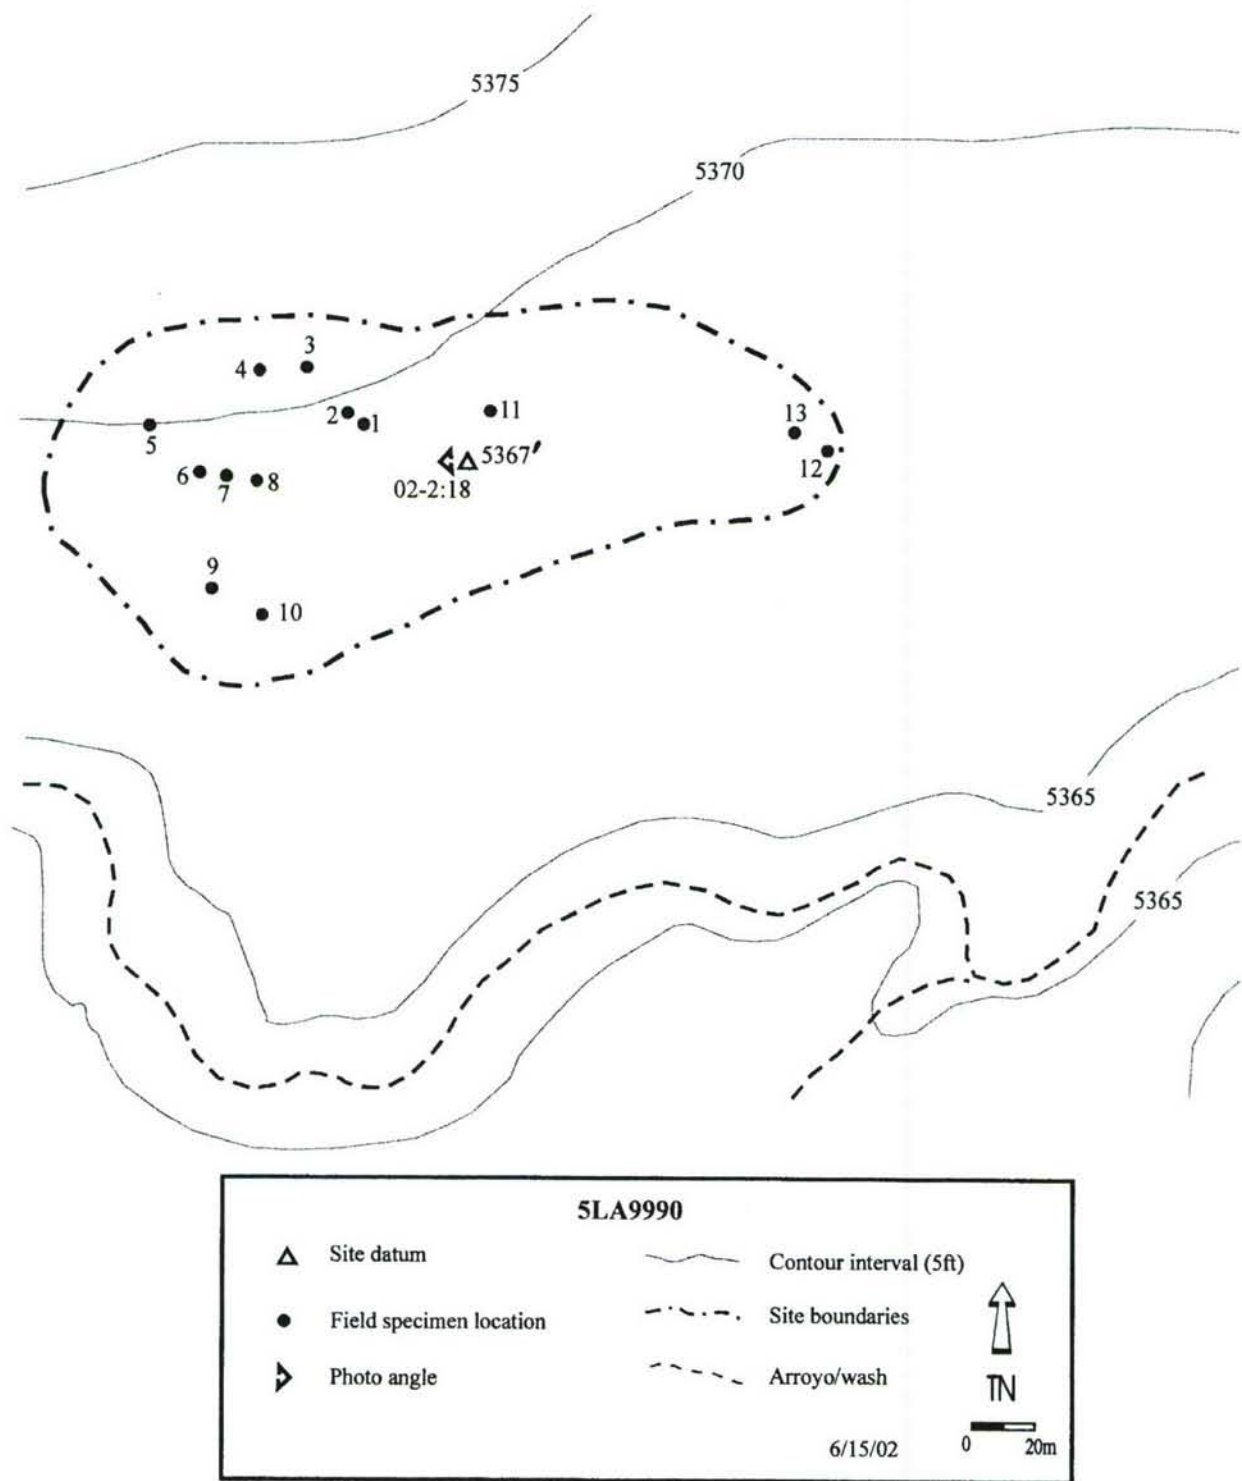 5375
5370
3
4
2
1
11
13
5
5367'
12
6
7
8
02-2:18
9
10
5365
5365
5LA9990
Site datum
Contour interval (5ft)
Field specimen location
Site boundaries
Photo angle
Arroyo/wash
TN
6/15/02
0 20m